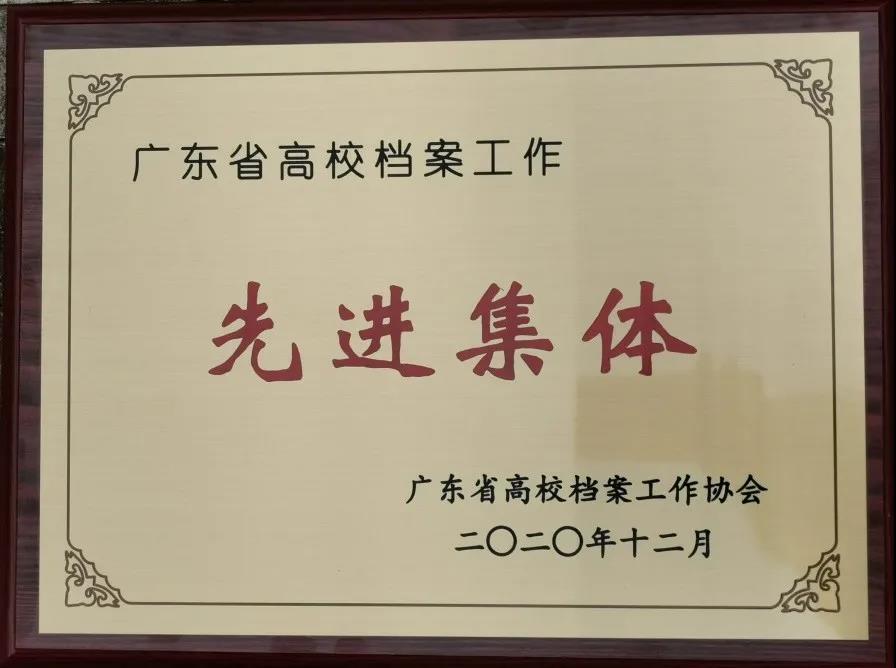 广东省高校档案工作
先进集体
广东省高校档案工作协会
二〇二〇年十二月